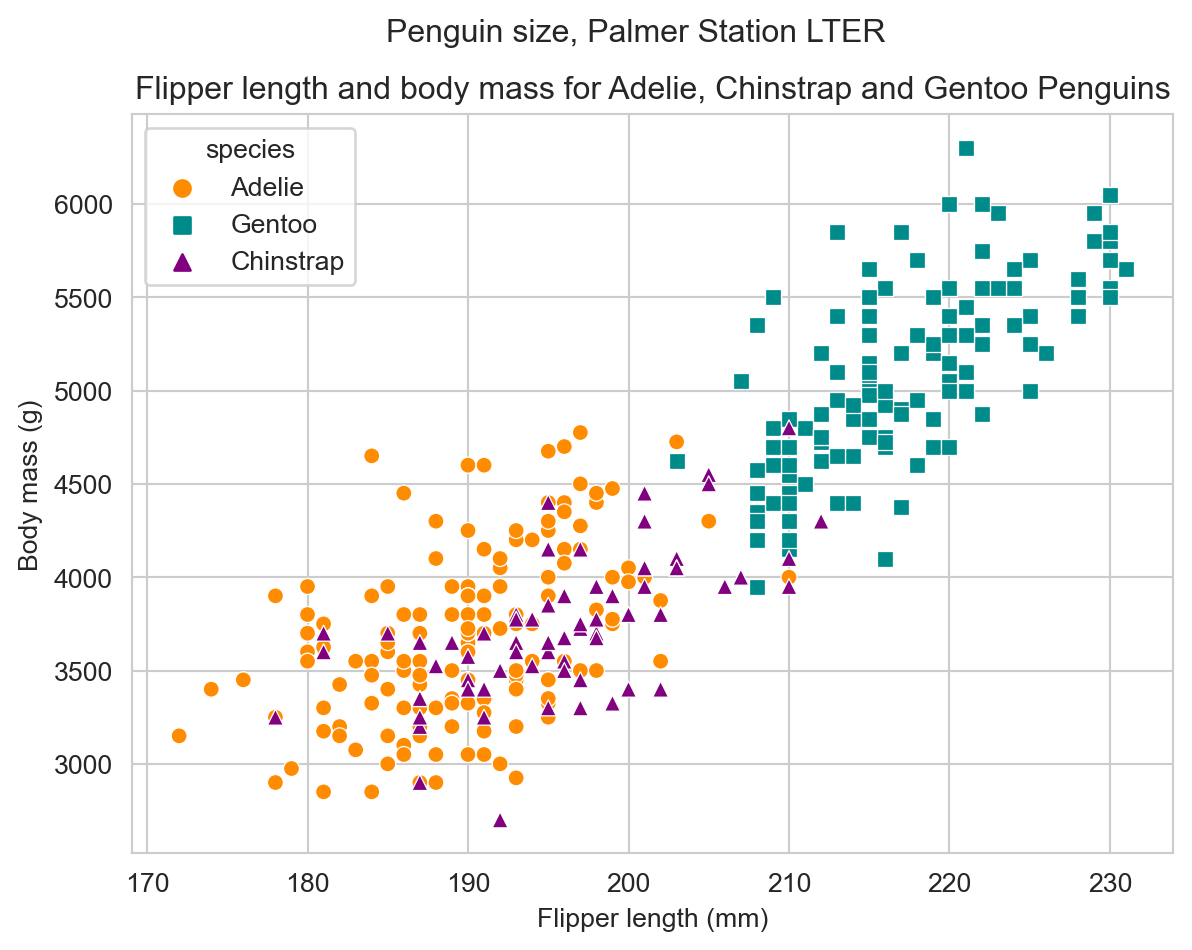 Penguin size, Palmer Station LTER
Flipper length and body mass for Adelie, Chinstrap and Gentoo Penguins
species
Adelie
Gentoo
Chinstrap
Body mass (g)
6000
5500
5000
4500
4000
3500
3000
170 180 190 200 210 220 230
Flipper length (mm)